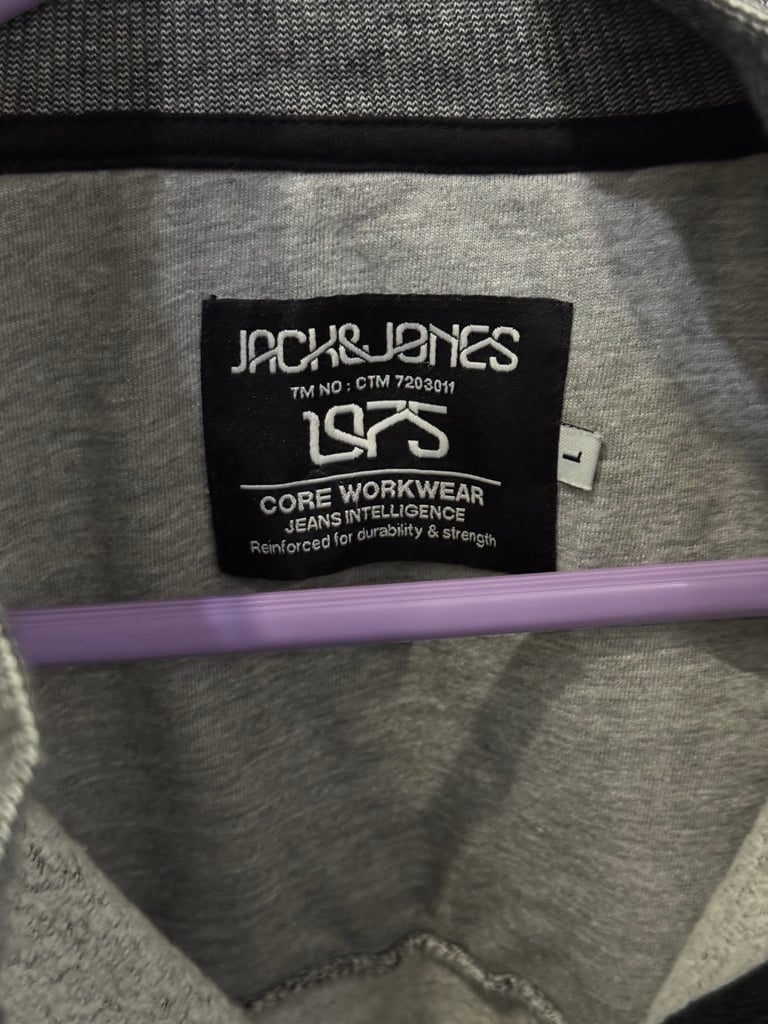 JACK&JONES
TM NO : CTM 7203011
1975
CORE WORKWEAR
JEANS INTELLIGENCE
Reinforced for durability & strength
L